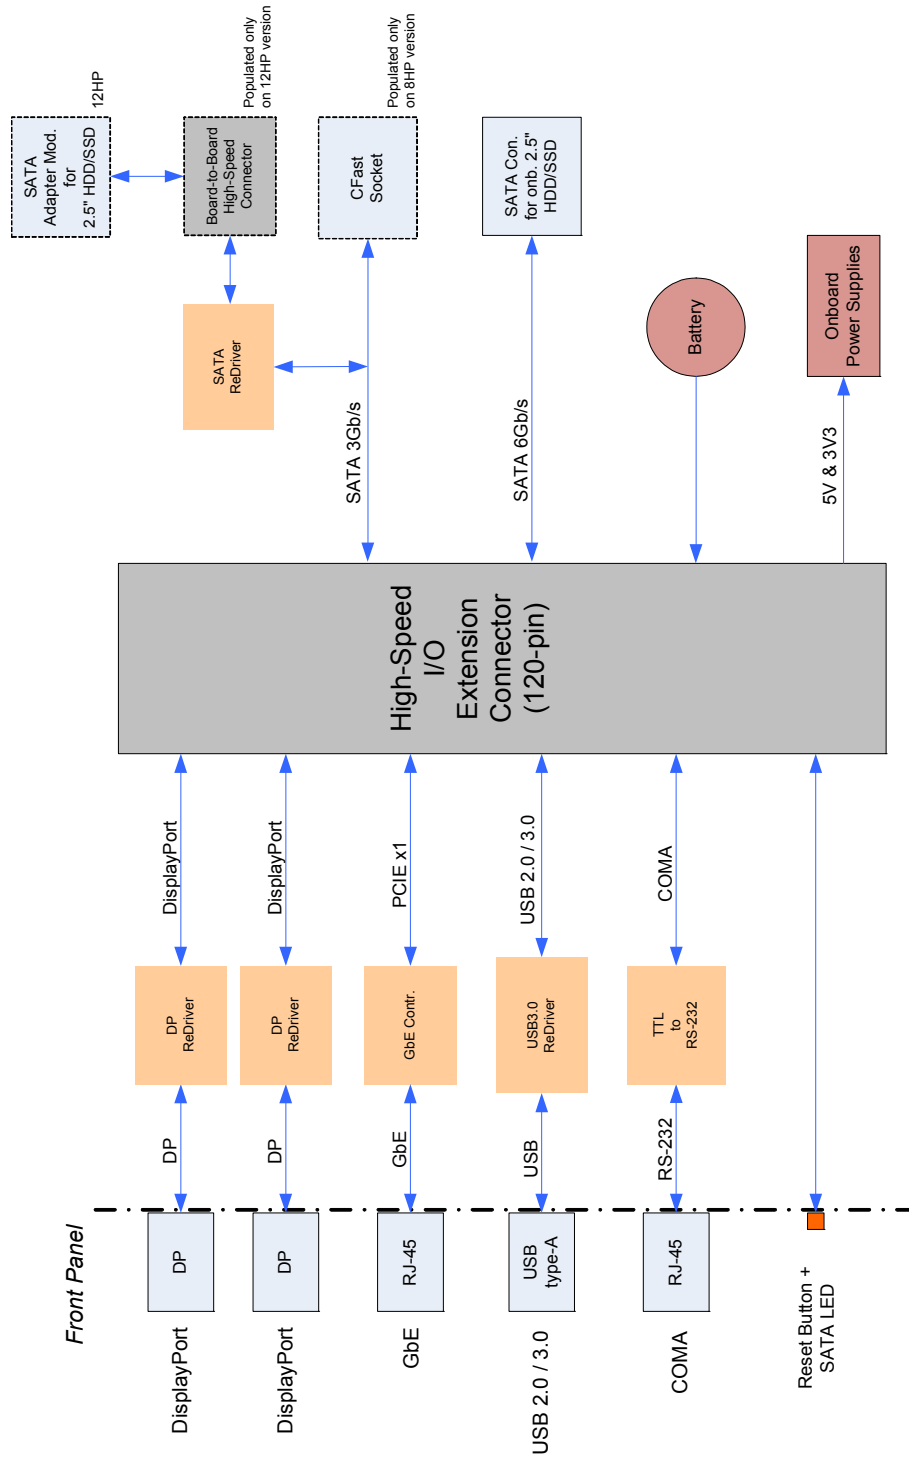 Front Panel
DisplayPort
DP
DP
DP
ReDriver
DisplayPort
DisplayPort
DP
DP
DP
ReDriver
DisplayPort
GbE
RJ-45
GbE
GbE Contr.
PCIE x1
USB 2.0 / 3.0
USB
type-A
USB
USB3.0
ReDriver
USB 2.0 / 3.0
COMA
RJ-45
RS-232
TTL
to
RS-232
COMA
Reset Button +
SATA LED
High-Speed
I/O
Extension
Connector
(120-pin)
SATA
Adapter Mod.
for
2.5" HDD/SSD
12HP
Board-to-Board
High-Speed
Connector
Populated only
on 12HP version
SATA
ReDriver
SATA 3Gb/s
CFast
Socket
Populated only
on 8HP version
SATA 6Gb/s
SATA Con.
for onb. 2.5"
HDD/SSD
Battery
5V & 3V3
Onboard
Power Supplies